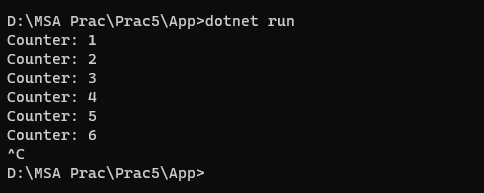 D:\MSA Prac\Prac5\App>dotnet run
Counter: 1
Counter: 2
Counter: 3
Counter: 4
Counter: 5
Counter: 6
^C
D:\MSA Prac\Prac5\App>